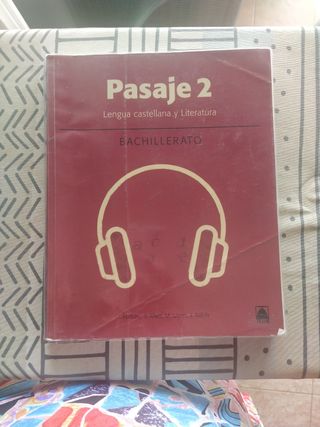 Pasaje 2
Lengua castellana y Literatura
BACHILLERATO